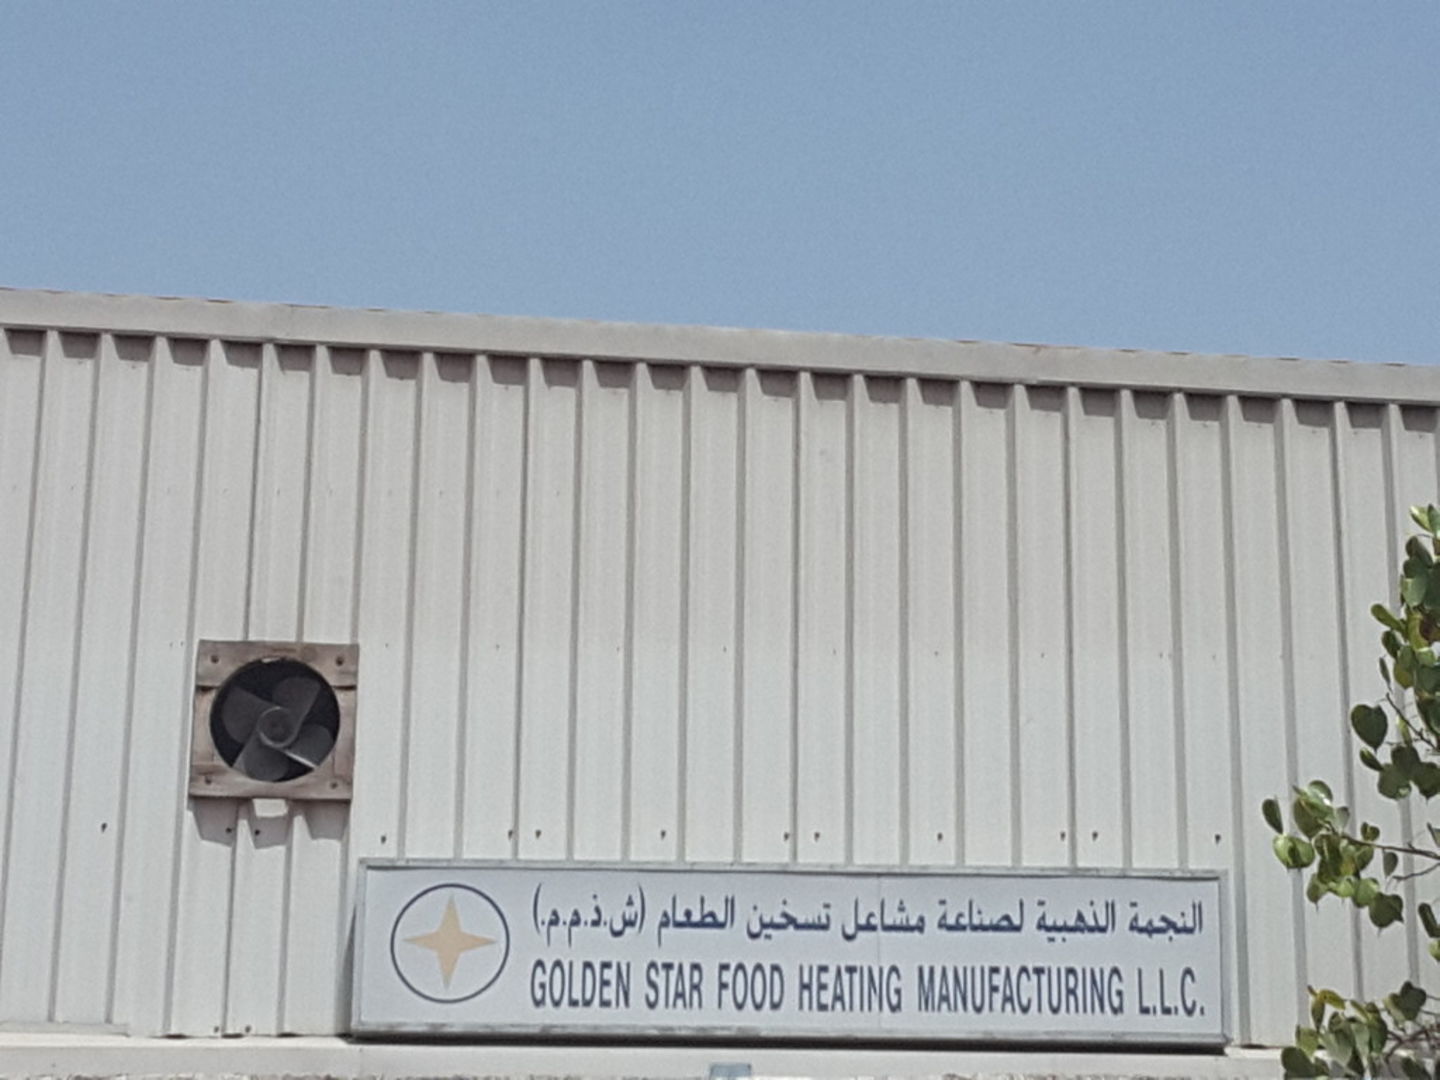 النجمة الذهبية لصناعة مشاعل تسخين الطعام (ش.ذ.م.م.)
GOLDEN STAR FOOD HEATING MANUFACTURING L.L.C.